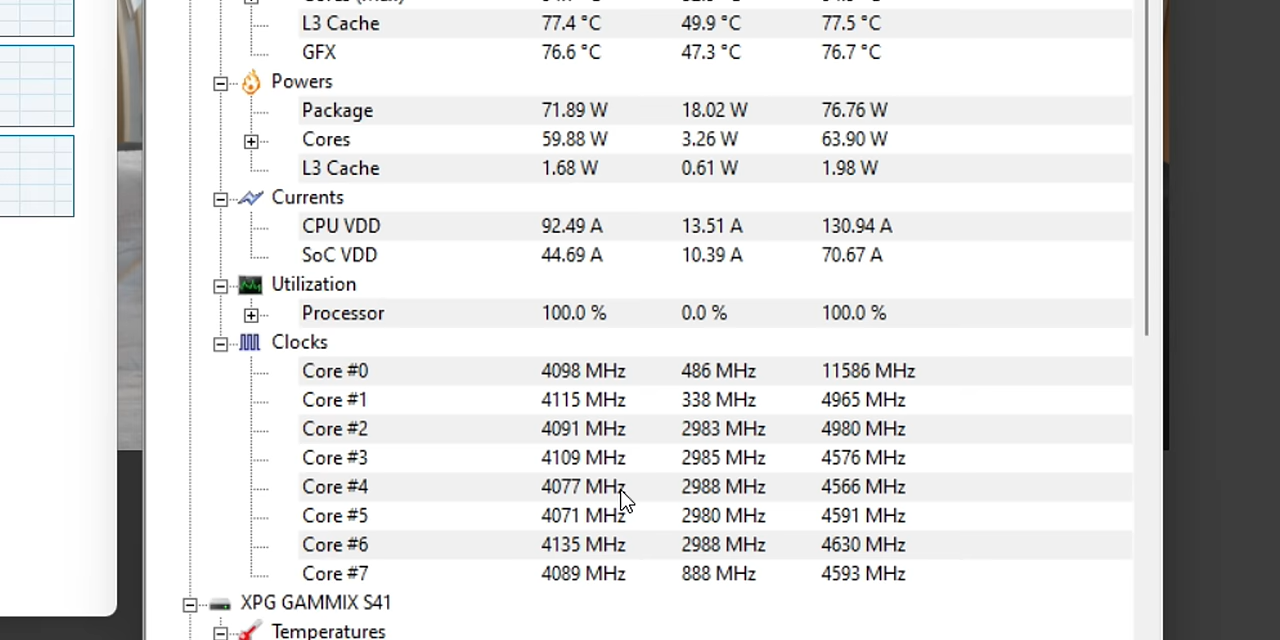 L3 Cache 77.4 °C 49.9 °C 77.5 °C
GFX 76.6 °C 47.3 °C 76.7 °C
Powers
Package 71.89 W 18.02 W 76.76 W
Cores 59.88 W 3.26 W 63.90 W
L3 Cache 1.68 W 0.61 W 1.98 W
Currents
CPU VDD 92.49 A 13.51 A 130.94 A
SoC VDD 44.69 A 10.39 A 70.67 A
Utilization
Processor 100.0 % 0.0 % 100.0 %
Clocks
Core #0 4098 MHz 486 MHz 11586 MHz
Core #1 4115 MHz 338 MHz 4965 MHz
Core #2 4091 MHz 2983 MHz 4980 MHz
Core #3 4109 MHz 2985 MHz 4576 MHz
Core #4 4077 MHz 2988 MHz 4566 MHz
Core #5 4071 MHz 2980 MHz 4591 MHz
Core #6 4135 MHz 2988 MHz 4630 MHz
Core #7 4089 MHz 888 MHz 4593 MHz
XPG GAMMIX S41
Temperatures